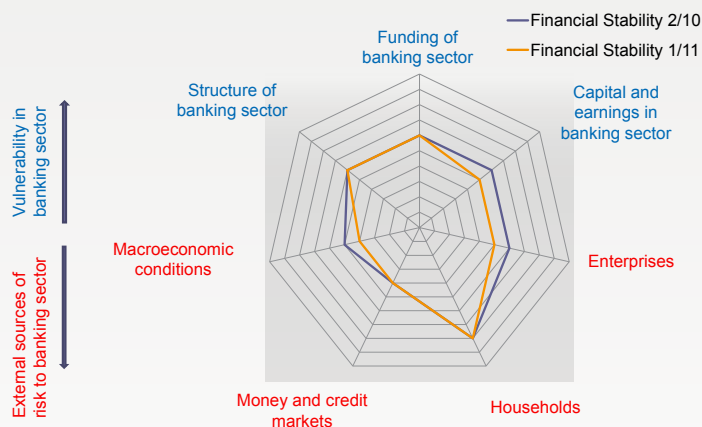 Financial Stability 2/10
Financial Stability 1/11
Funding of
banking sector
Structure of
banking sector
Capital and
earnings in
banking sector
Vulnerability in
banking sector
Macroeconomic
conditions
Enterprises
External sources of
risk to banking sector
Money and credit
markets
Households